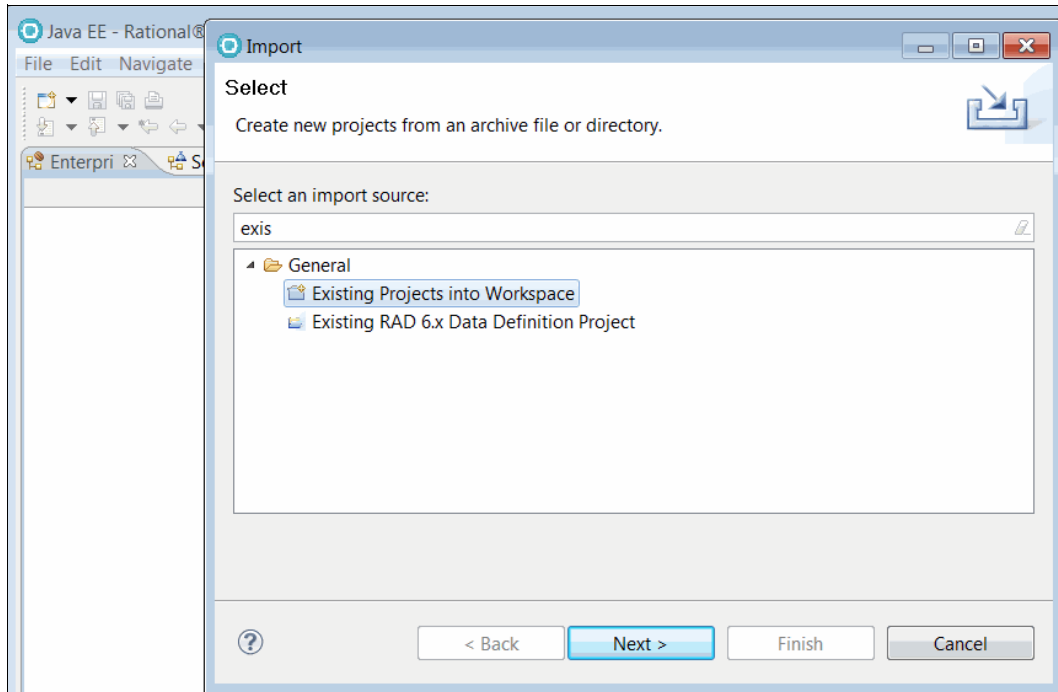 Java EE - Rational®
File Edit Navigate
Enterpri
Import
Select
Create new projects from an archive file or directory.
Select an import source:
exis
General
Existing Projects into Workspace
Existing RAD 6.x Data Definition Project
? < Back Next > Finish Cancel